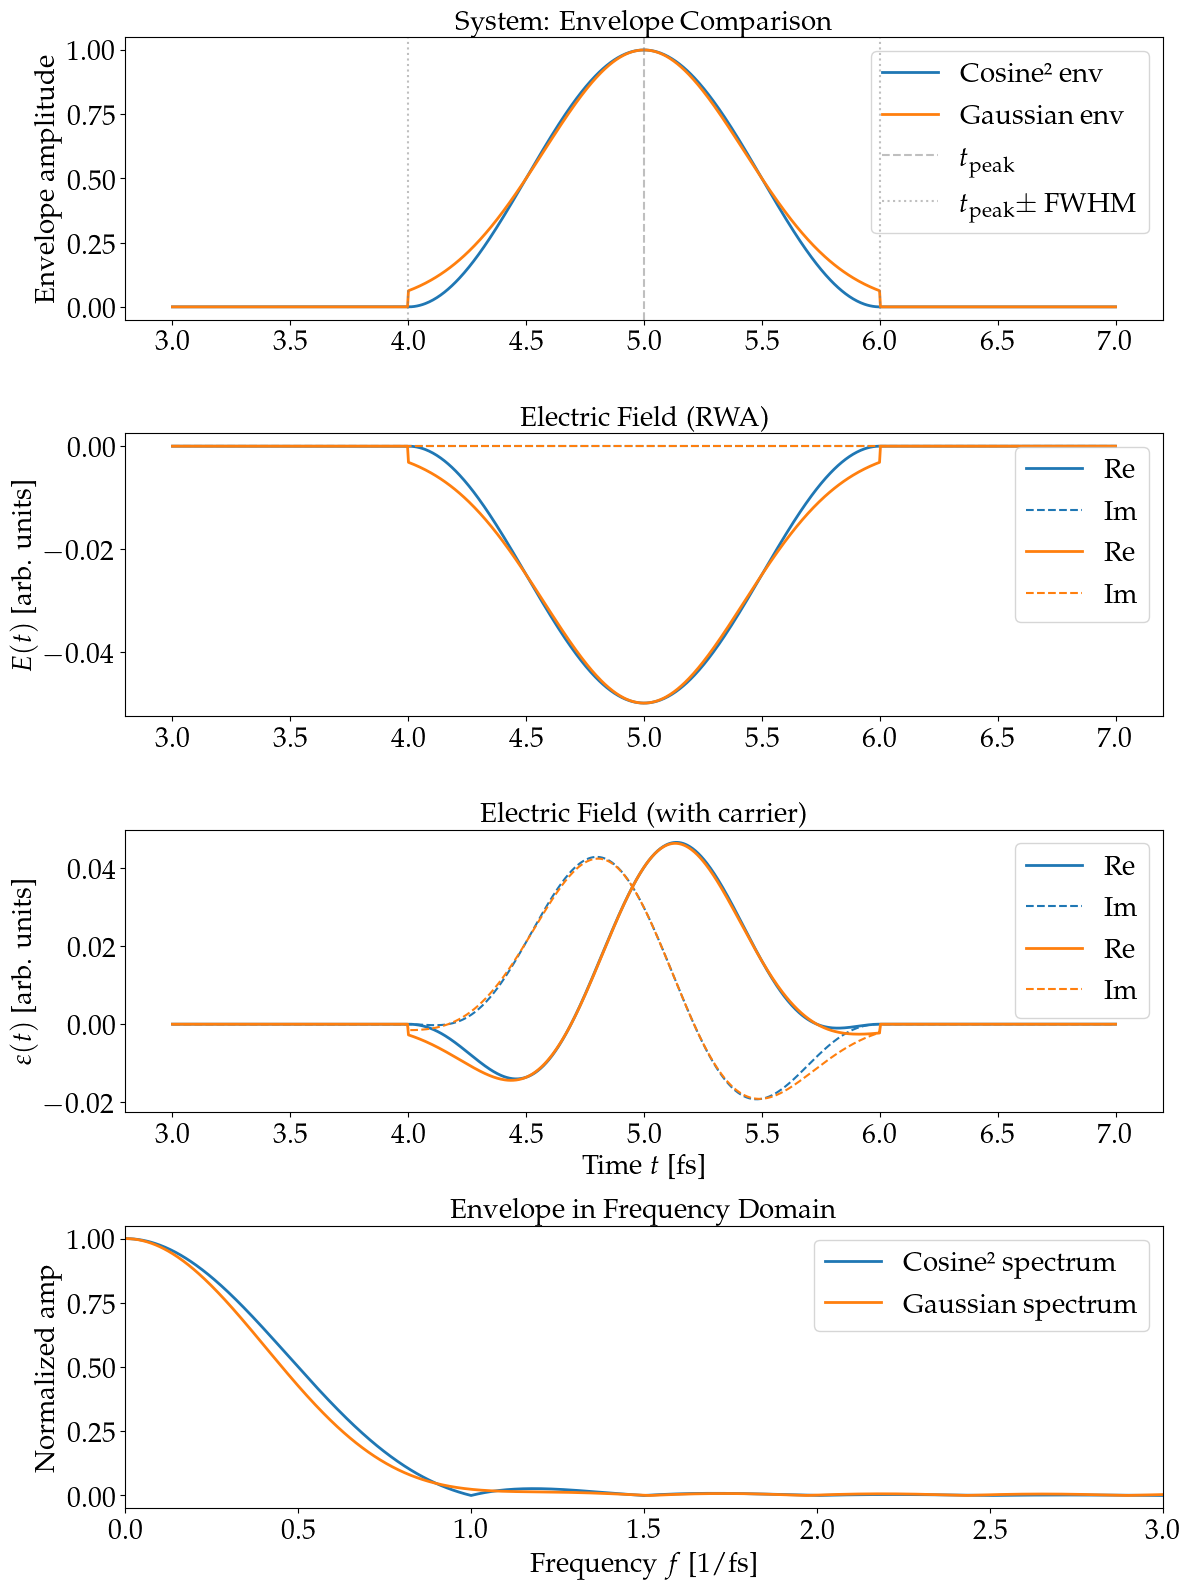 System: Envelope Comparison
Envelope amplitude
1.00
0.75
0.50
0.25
0.00
Cosine² env
Gaussian env
t_peak
t_peak ± FWHM
3.0 3.5 4.0 4.5 5.0 5.5 6.0 6.5 7.0
Electric Field (RWA)
E(t) [arb. units]
0.00
−0.02
−0.04
Re
Im
Re
Im
3.0 3.5 4.0 4.5 5.0 5.5 6.0 6.5 7.0
Electric Field (with carrier)
ε(t) [arb. units]
0.04
0.02
0.00
−0.02
Re
Im
Re
Im
3.0 3.5 4.0 4.5 5.0 5.5 6.0 6.5 7.0
Time t [fs]
Envelope in Frequency Domain
Normalized amp
1.00
0.75
0.50
0.25
0.00
Cosine² spectrum
Gaussian spectrum
0.0 0.5 1.0 1.5 2.0 2.5 3.0
Frequency f [1/fs]